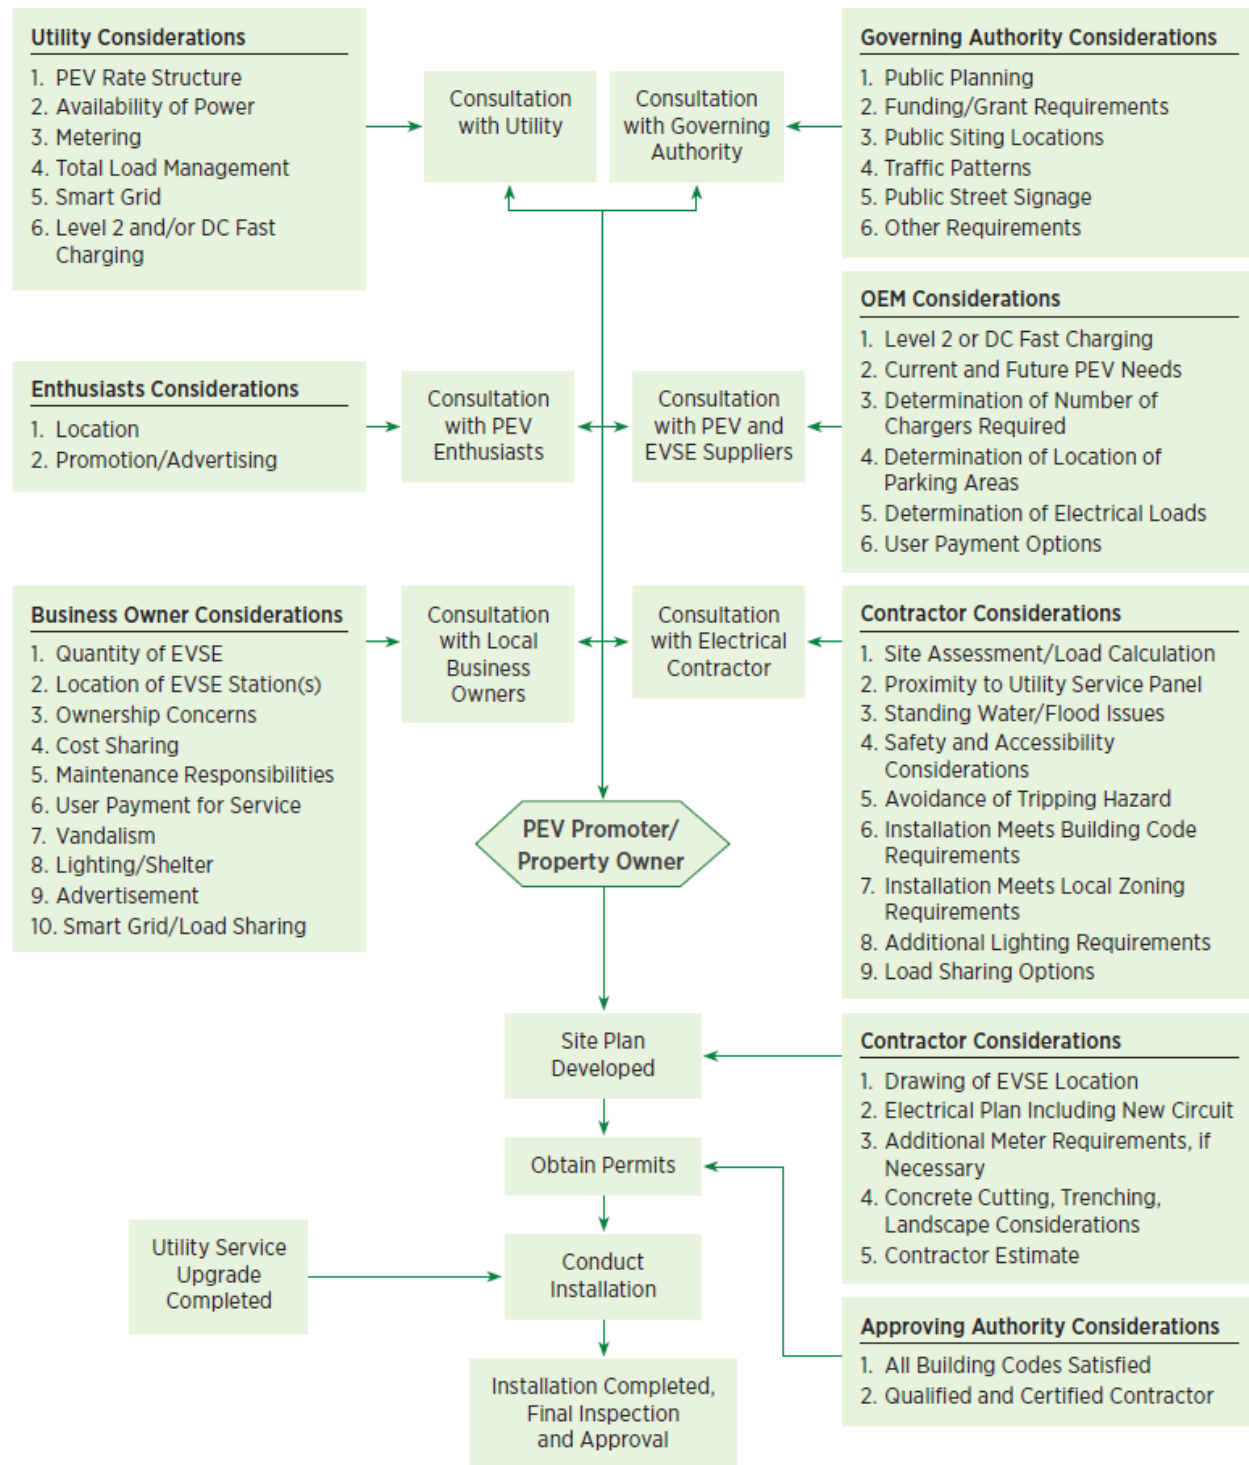 Utility Considerations
1. PEV Rate Structure
2. Availability of Power
3. Metering
4. Total Load Management
5. Smart Grid
6. Level 2 and/or DC Fast
Charging
Consultation
with Utility
Consultation
with Governing
Authority
Governing Authority Considerations
1. Public Planning
2. Funding/Grant Requirements
3. Public Siting Locations
4. Traffic Patterns
5. Public Street Signage
6. Other Requirements
Enthusiasts Considerations
1. Location
2. Promotion/Advertising
Consultation
with PEV
Enthusiasts
Consultation
with PEV and
EVSE Suppliers
OEM Considerations
1. Level 2 or DC Fast Charging
2. Current and Future PEV Needs
3. Determination of Number of
Chargers Required
4. Determination of Location of
Parking Areas
5. Determination of Electrical Loads
6. User Payment Options
Business Owner Considerations
1. Quantity of EVSE
2. Location of EVSE Station(s)
3. Ownership Concerns
4. Cost Sharing
5. Maintenance Responsibilities
6. User Payment for Service
7. Vandalism
8. Lighting/Shelter
9. Advertisement
10. Smart Grid/Load Sharing
Consultation
with Local
Business
Owners
Consultation
with Electrical
Contractor
Contractor Considerations
1. Site Assessment/Load Calculation
2. Proximity to Utility Service Panel
3. Standing Water/Flood Issues
4. Safety and Accessibility
Considerations
5. Avoidance of Tripping Hazard
6. Installation Meets Building Code
Requirements
7. Installation Meets Local Zoning
Requirements
8. Additional Lighting Requirements
9. Load Sharing Options
PEV Promoter/
Property Owner
Site Plan
Developed
Contractor Considerations
1. Drawing of EVSE Location
2. Electrical Plan Including New Circuit
3. Additional Meter Requirements, if
Necessary
4. Concrete Cutting, Trenching,
Landscape Considerations
5. Contractor Estimate
Obtain Permits
Utility Service
Upgrade
Completed
Conduct
Installation
Approving Authority Considerations
1. All Building Codes Satisfied
2. Qualified and Certified Contractor
Installation Completed,
Final Inspection
and Approval